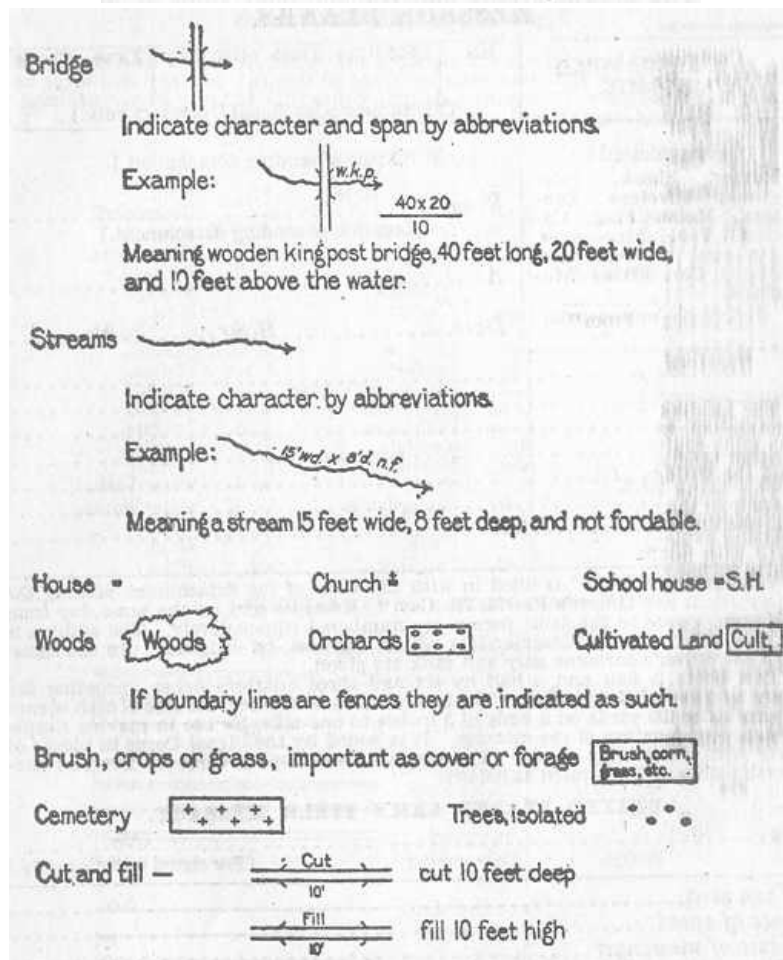 Bridge
Indicate character and span by abbreviations.
Example:
w.k.p.
40x20
10
Meaning wooden king post bridge, 40 feet long, 20 feet wide,
and 10 feet above the water.
Streams
Indicate character by abbreviations.
Example:
15'wd. x 8'd. n.f.
Meaning a stream 15 feet wide, 8 feet deep, and not fordable.
House Church School house S.H.
Woods Woods Orchards Cultivated Land Cult.
If boundary lines are fences they are indicated as such.
Brush, crops or grass, important as cover or forage Brush, corn,
grass, etc.
Cemetery Trees, isolated
Cut and fill — Cut cut 10 feet deep
10'
Fill fill 10 feet high
10'